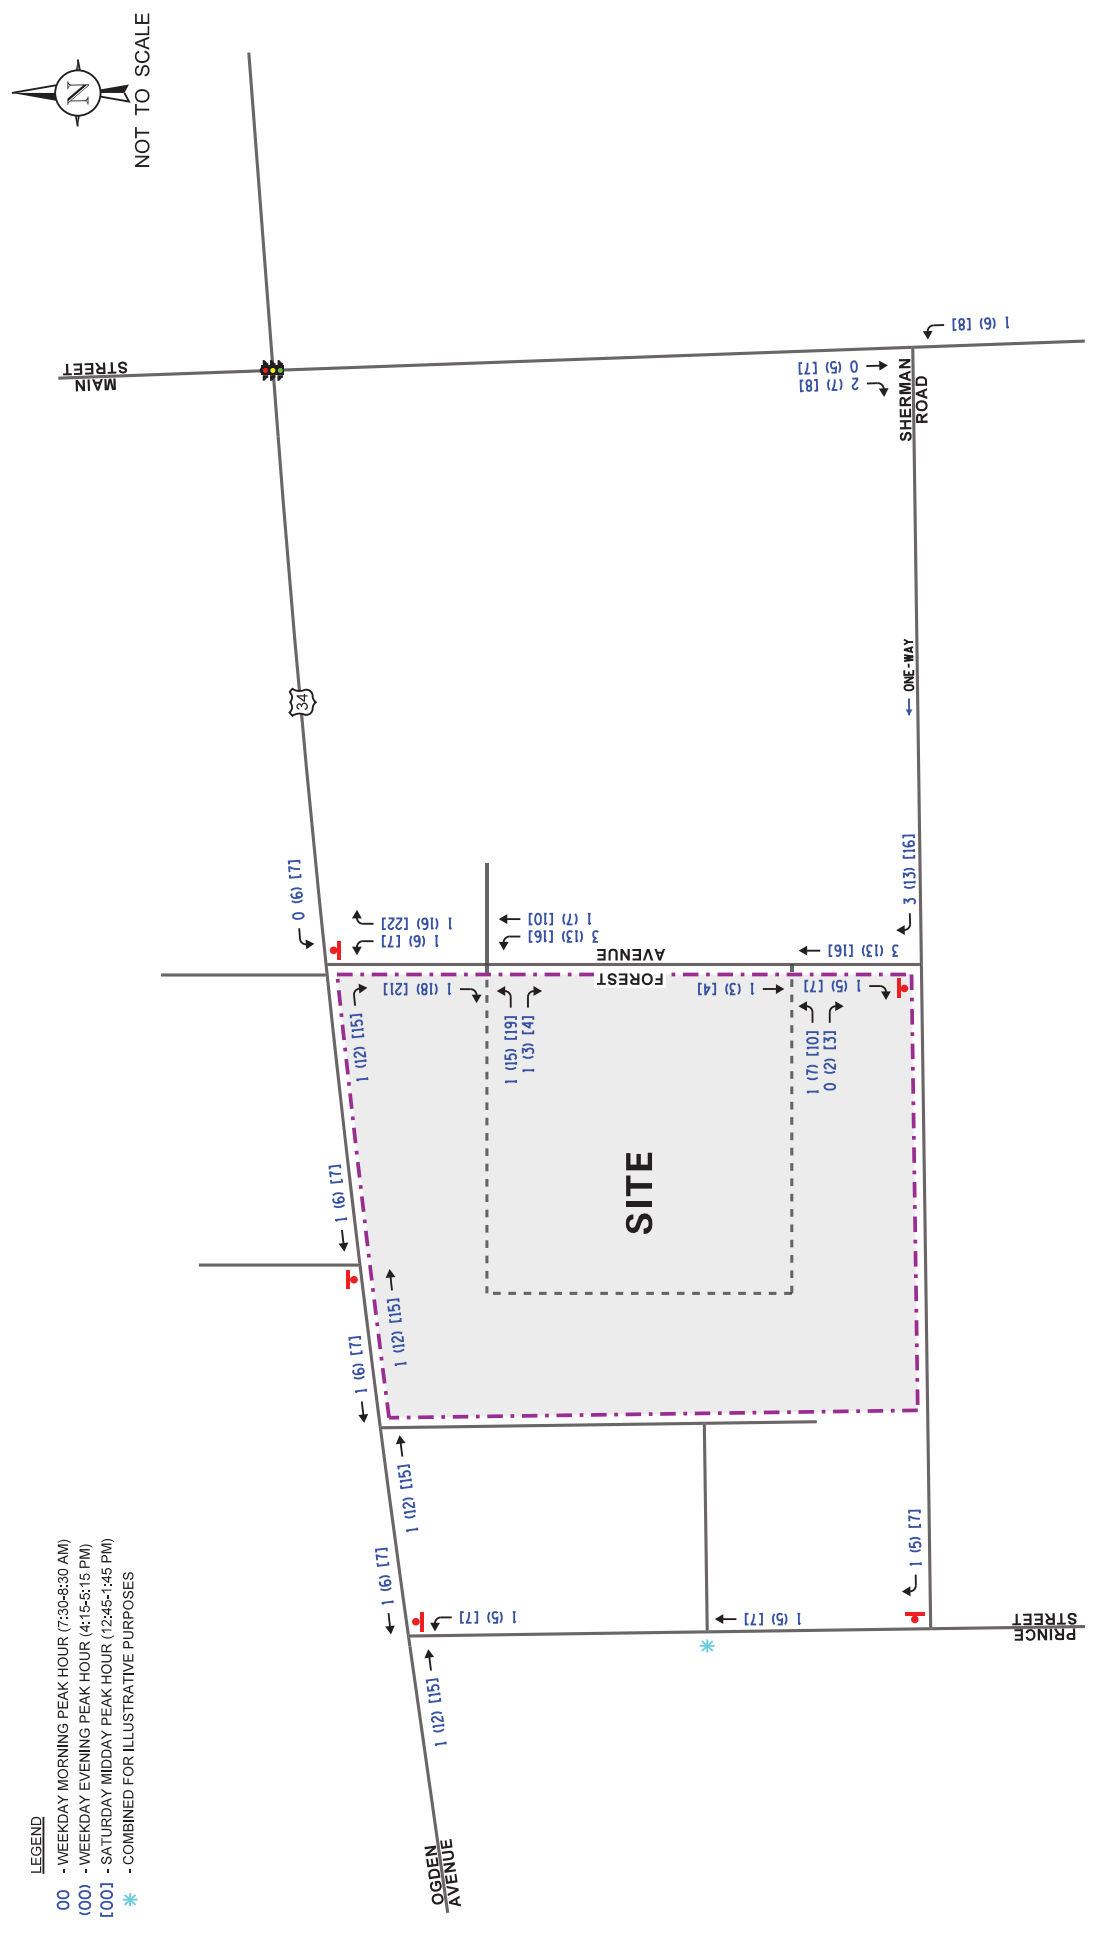 LEGEND
00 - WEEKDAY MORNING PEAK HOUR (7:30-8:30 AM)
(00) - WEEKDAY EVENING PEAK HOUR (4:15-5:15 PM)
[00] - SATURDAY MIDDAY PEAK HOUR (12:45-1:45 PM)
✳ - COMBINED FOR ILLUSTRATIVE PURPOSES
N
NOT TO SCALE
MAIN
STREET
34
0 (6) [7]
1 (6) [7]
1 (6) [7]
1 (6) [7]
1 (12) [15]
1 (12) [15]
1 (12) [15]
1 (12) [15]
OGDEN
AVENUE
1 (16) [22]
1 (6) [7]
1 (18) [21]
1 (7) [10]
3 (13) [16]
1 (15) [19]
1 (3) [4]
FOREST
AVENUE
SITE
1 (3) [4]
3 (13) [16]
1 (5) [7]
1 (7) [10]
0 (2) [3]
3 (13) [16]
ONE-WAY
0 (5) [7]
2 (7) [8]
1 (6) [8]
SHERMAN
ROAD
1 (5) [7]
1 (5) [7]
1 (5) [7]
PRINCE
STREET